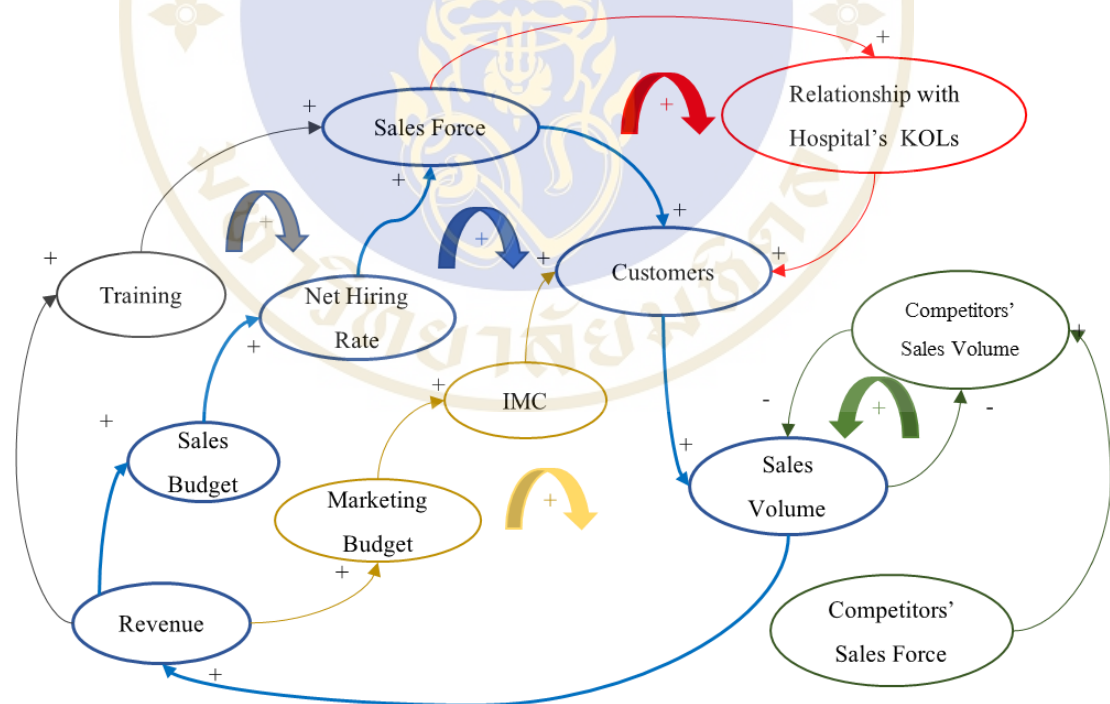 +
+
Relationship with
Hospital's KOLs
+
Sales Force
+
+
+
+
+
+
+
+
Customers
Training
Net Hiring
Rate
+
Competitors'
Sales Volume
+
+
IMC
-
+
-
+
Sales
Budget
+
Sales
Volume
Marketing
Budget
+
+
Revenue
Competitors'
Sales Force
+